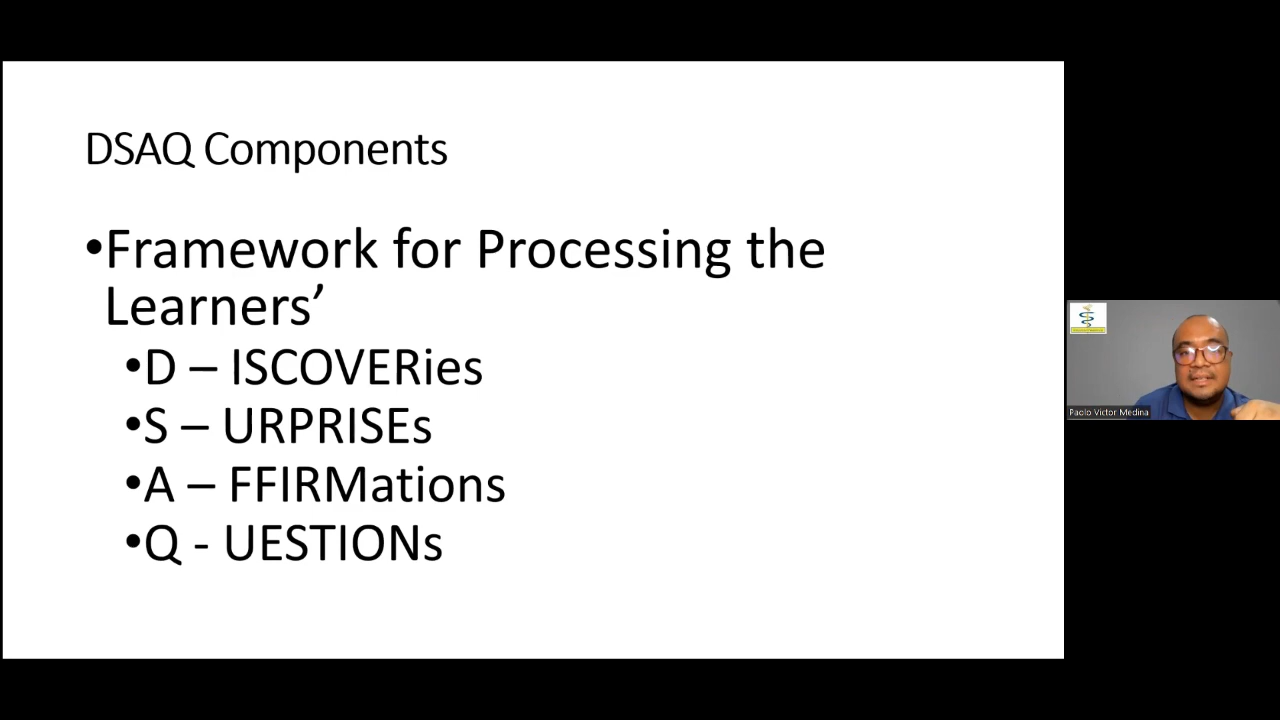 DSAQ Components
•Framework for Processing the
Learners’
•D – ISCOVERies
•S – URPRISEs
•A – FFIRMations
•Q - UESTIONs
Paolo Victor Medina